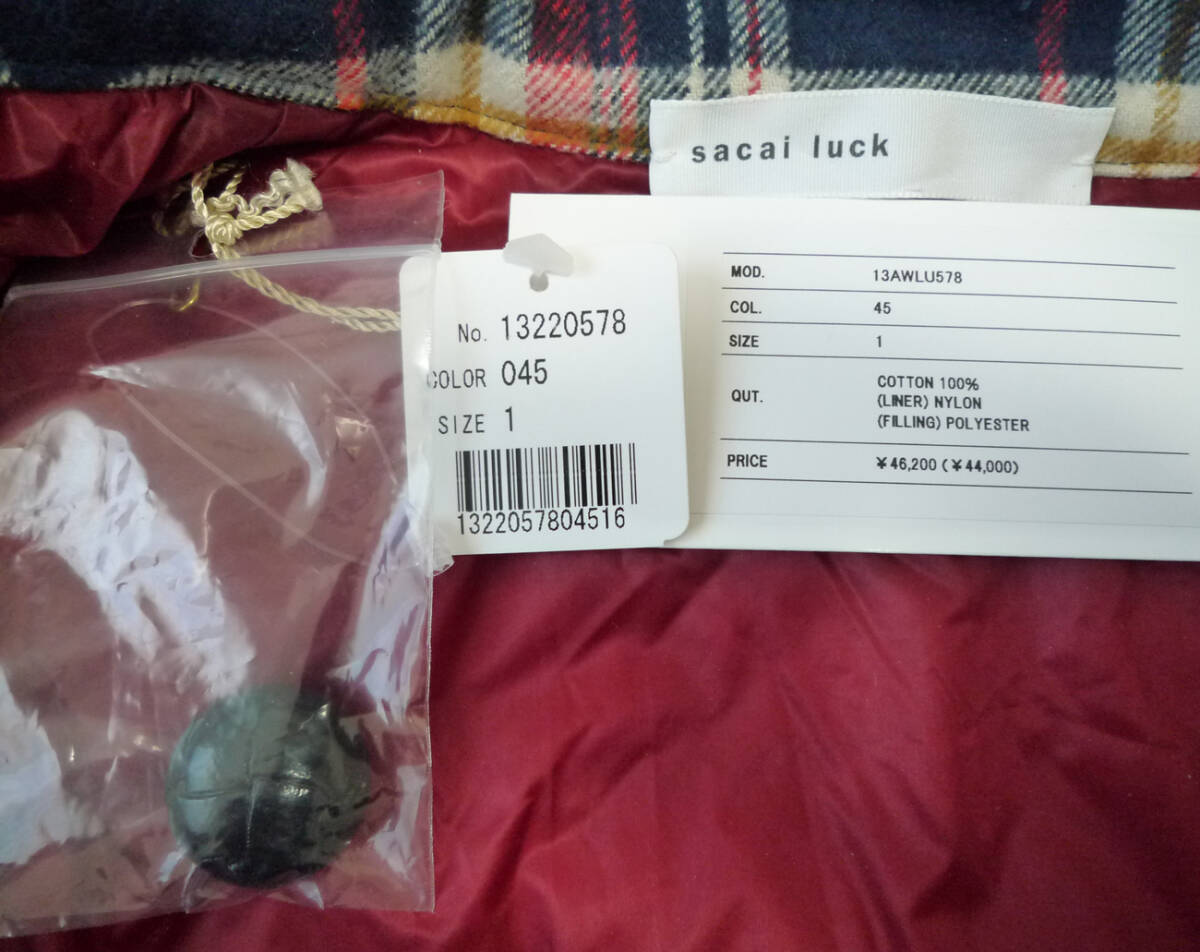 sacai luck
No. 13220578
COLOR 045
SIZE 1
1322057804516
MOD. 13AWLU578
COL. 45
SIZE 1
QUT. COTTON 100%
(LINER) NYLON
(FILLING) POLYESTER
PRICE ¥46,200 (¥44,000)